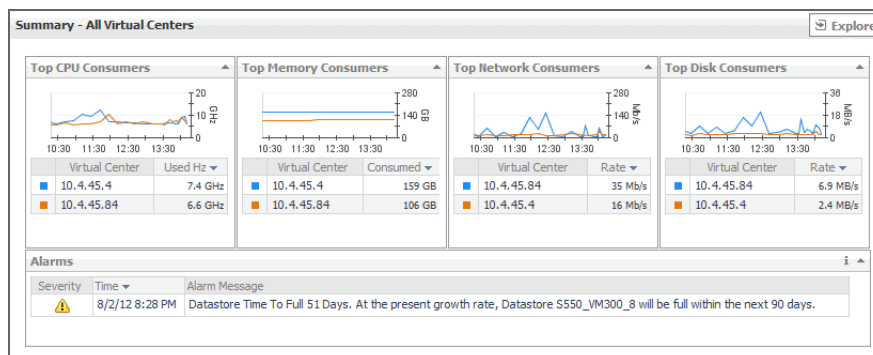 Summary - All Virtual Centers
Explore
Top CPU Consumers
20
10
0
GHz
10:30 11:30 12:30 13:30
Virtual Center Used Hz
10.4.45.4 7.4 GHz
10.4.45.84 6.6 GHz
Top Memory Consumers
280
140
0
GB
10:30 11:30 12:30 13:30
Virtual Center Consumed
10.4.45.4 159 GB
10.4.45.84 106 GB
Top Network Consumers
280
140
0
Mb/s
10:30 11:30 12:30 13:30
Virtual Center Rate
10.4.45.84 35 Mb/s
10.4.45.4 16 Mb/s
Top Disk Consumers
36
18
0
MB/s
10:30 11:30 12:30 13:30
Virtual Center Rate
10.4.45.84 6.9 MB/s
10.4.45.4 2.4 MB/s
Alarms
i
Severity Time Alarm Message
8/2/12 8:28 PM Datastore Time To Full 51 Days. At the present growth rate, Datastore S550_VM300_8 will be full within the next 90 days.